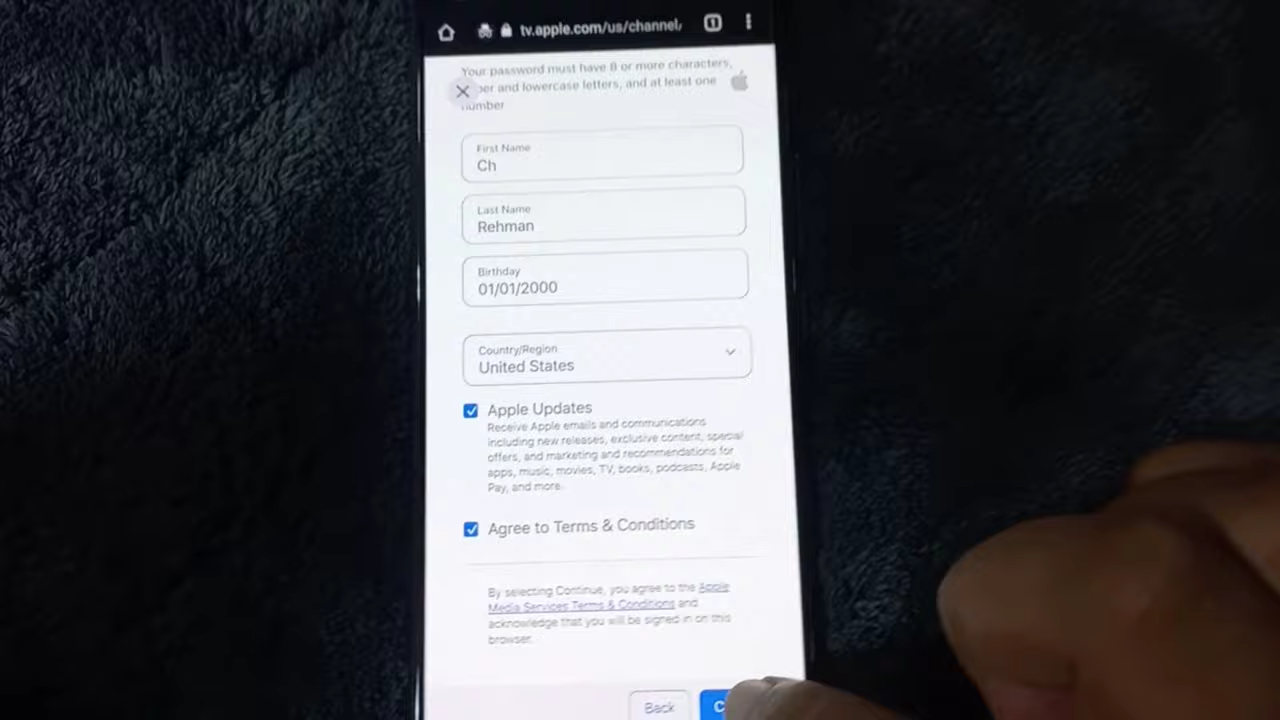 tv.apple.com/us/channel
1
Your password must have 8 or more characters,
per and lowercase letters, and at least one
number
First Name
Ch
Last Name
Rehman
Birthday
01/01/2000
Country/Region
United States
Apple Updates
Receive Apple emails and communications
including new releases, exclusive content, special
offers, and marketing and recommendations for
apps, music, movies, TV, books, podcasts, Apple
Pay, and more.
Agree to Terms & Conditions
By selecting Continue, you agree to the Apple
Media Services Terms & Conditions and
acknowledge that you will be signed in on this
browser.
Back
C